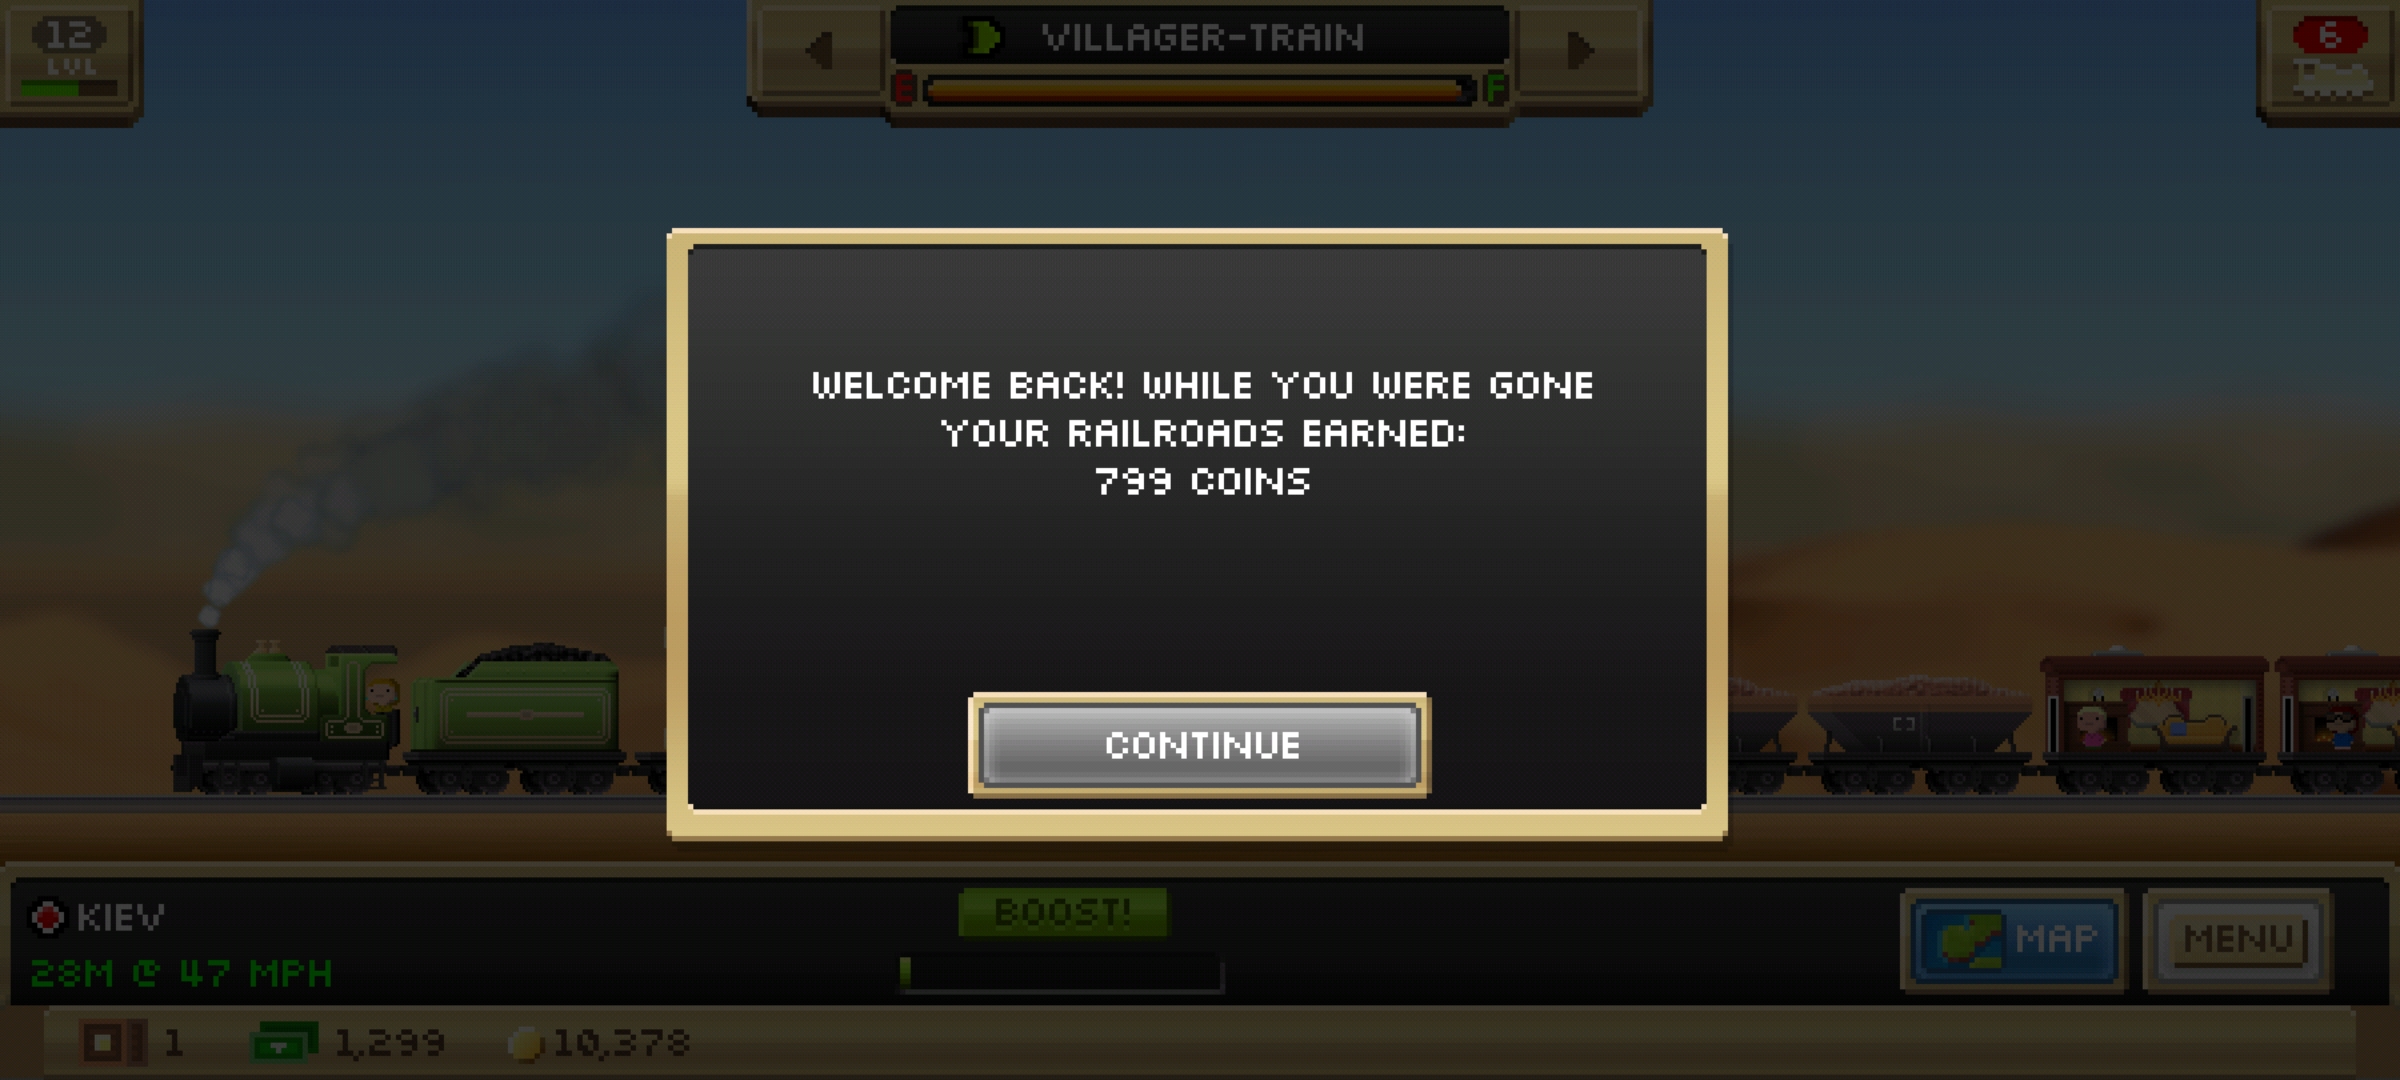 12
LVL
VILLAGER-TRAIN
E F
6
WELCOME BACK! WHILE YOU WERE GONE
YOUR RAILROADS EARNED:
799 COINS
CONTINUE
KIEV
28M @ 47 MPH
BOOST!
MAP
MENU
1 1,299 10,378